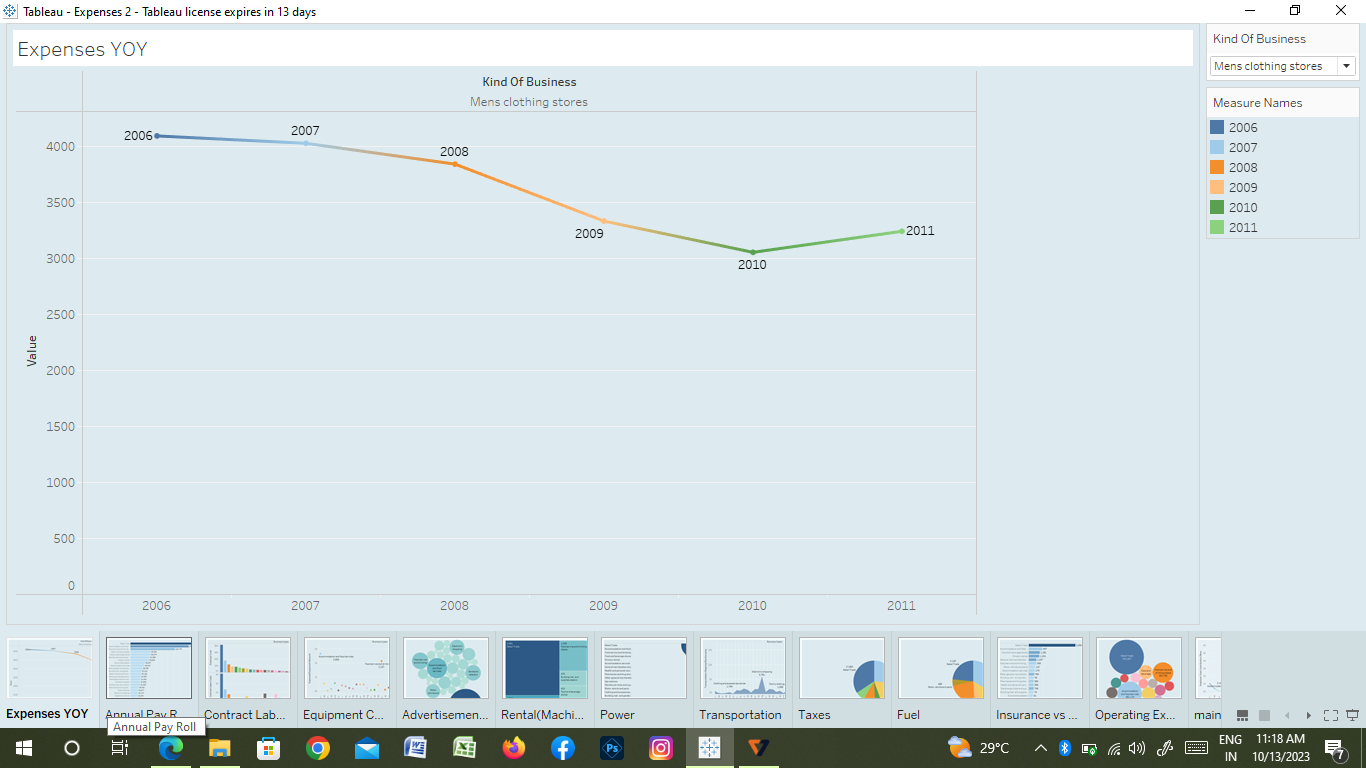 Tableau - Expenses 2 - Tableau license expires in 13 days
Expenses YOY
Kind Of Business
Mens clothing stores
Kind Of Business
Mens clothing stores
Measure Names
2006
2007
2008
2009
2010
2011
Value
4000
3500
3000
2500
2000
1500
1000
500
0
2006
2007
2008
2009
2010
2011
2006
2007
2008
2009
2010
2011
Expenses YOY
Annual Pay R...
Contract Lab...
Equipment C...
Advertisemen...
Rental(Machi...
Power
Transportation
Taxes
Fuel
Insurance vs ...
Operating Ex...
main
Annual Pay Roll
29°C
ENG
IN
11:18 AM
10/13/2023
7